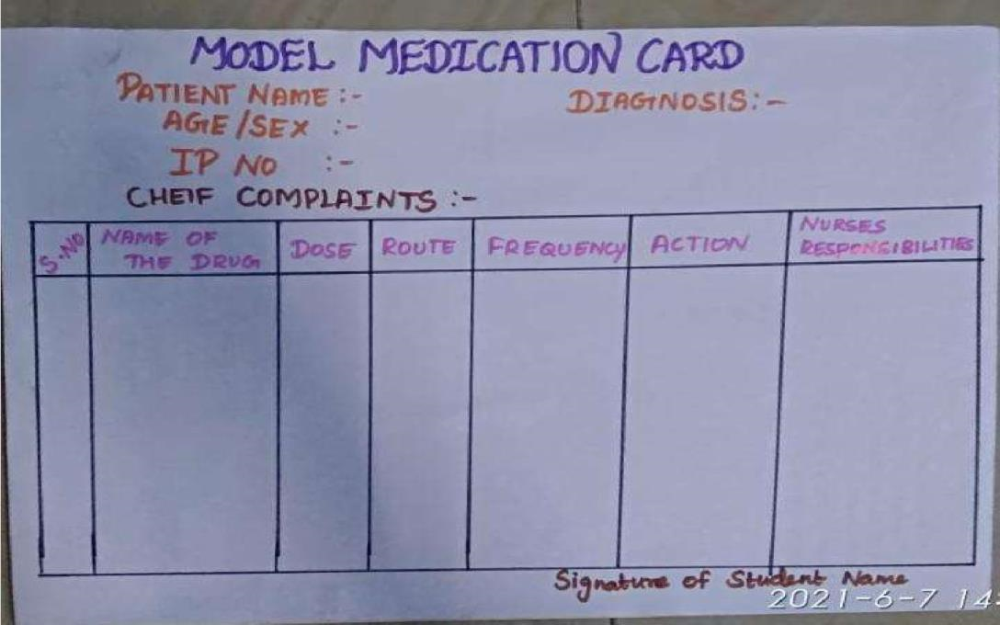 MODEL MEDICATION CARD
PATIENT NAME :-
DIAGNOSIS:-
AGE/SEX :-
IP NO :-
CHEIF COMPLAINTS :-
S.NO
NAME OF
THE DRUG
DOSE
ROUTE
FREQUENCY
ACTION
NURSES
RESPONSIBILITIES
Signature of Student Name
2021-6-7 14